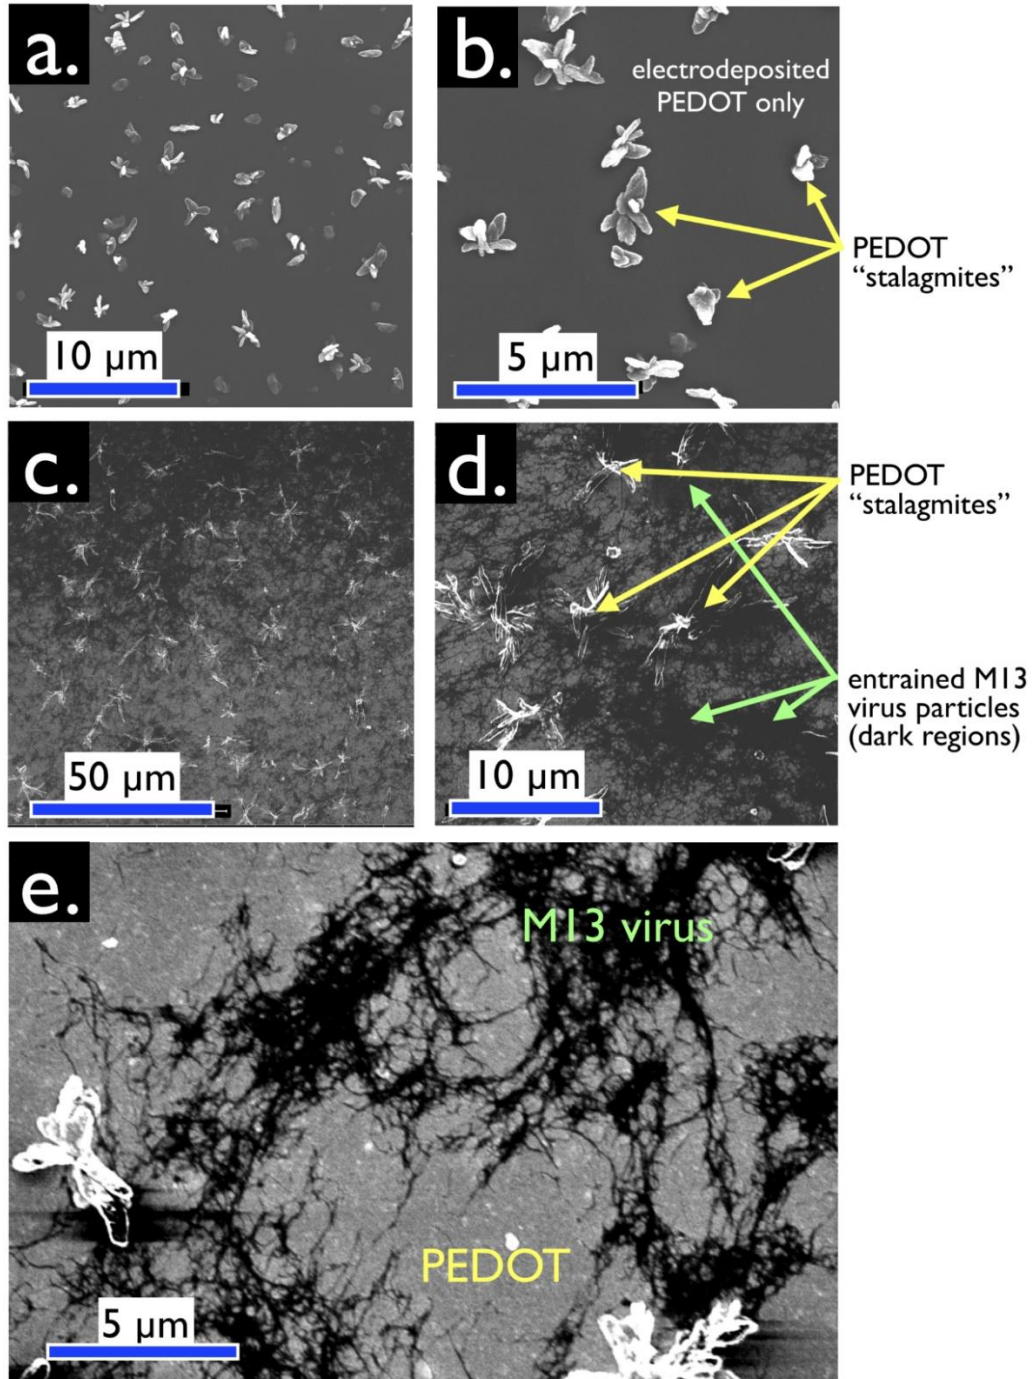 a.
10 μm
b.
electrodeposited
PEDOT only
5 μm
PEDOT
“stalagmites”
c.
50 μm
d.
10 μm
PEDOT
“stalagmites”
entrained M13
virus particles
(dark regions)
e.
M13 virus
PEDOT
5 μm